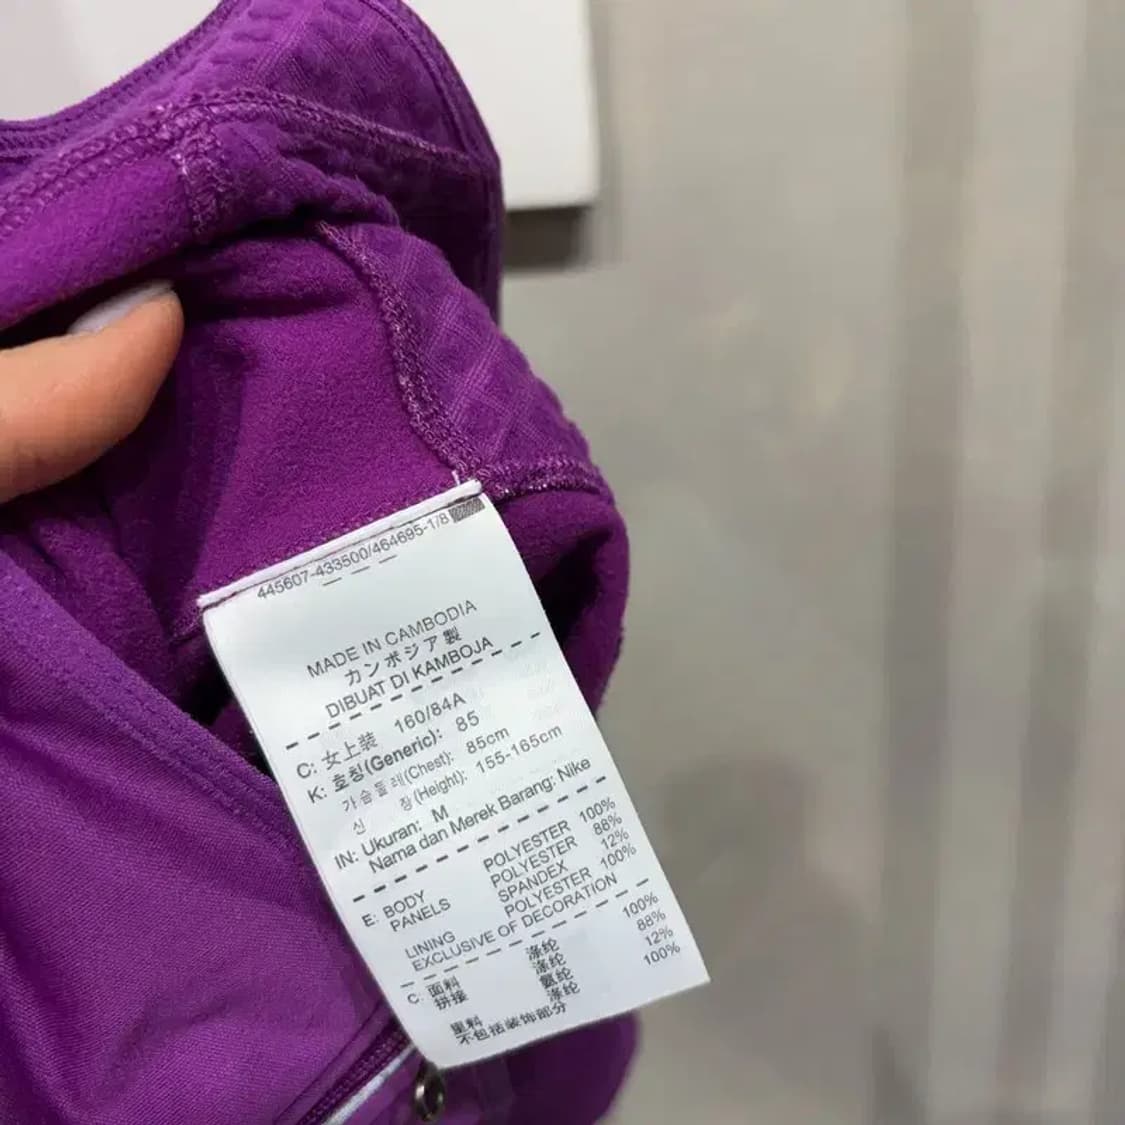 445607-433500/464695-1/8
MADE IN CAMBODIA
カンボジア製
DIBUAT DI KAMBOJA
C: 女上装 160/84A
K: 호칭(Generic): 85
가슴둘레(Chest): 85cm
신 장(Height): 155-165cm
IN: Ukuran: M
Nama dan Merek Barang: Nike
E: BODY POLYESTER 100%
PANELS POLYESTER 88%
SPANDEX 12%
LINING POLYESTER 100%
EXCLUSIVE OF DECORATION
C: 面料 涤纶 100%
拼接 涤纶 88%
氨纶 12%
里料 涤纶 100%
不包括装饰部分